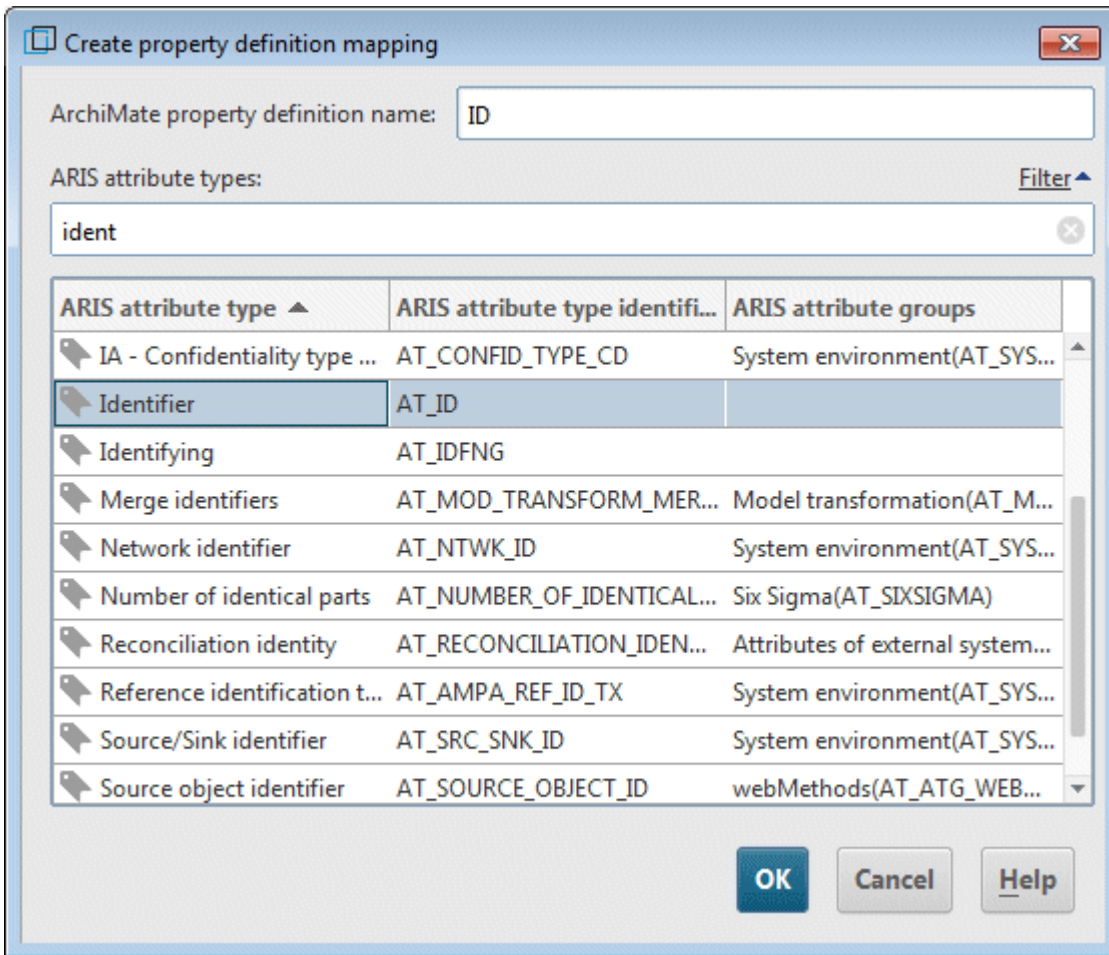 Create property definition mapping
ArchiMate property definition name: ID
ARIS attribute types: Filter
ident
ARIS attribute type ARIS attribute type identifi... ARIS attribute groups
IA - Confidentiality type ... AT_CONFID_TYPE_CD System environment(AT_SYS...
Identifier AT_ID
Identifying AT_IDFNG
Merge identifiers AT_MOD_TRANSFORM_MER... Model transformation(AT_M...
Network identifier AT_NTWK_ID System environment(AT_SYS...
Number of identical parts AT_NUMBER_OF_IDENTICAL... Six Sigma(AT_SIXSIGMA)
Reconciliation identity AT_RECONCILIATION_IDEN... Attributes of external system...
Reference identification t... AT_AMPA_REF_ID_TX System environment(AT_SYS...
Source/Sink identifier AT_SRC_SNK_ID System environment(AT_SYS...
Source object identifier AT_SOURCE_OBJECT_ID webMethods(AT_ATG_WEB...
OK Cancel Help